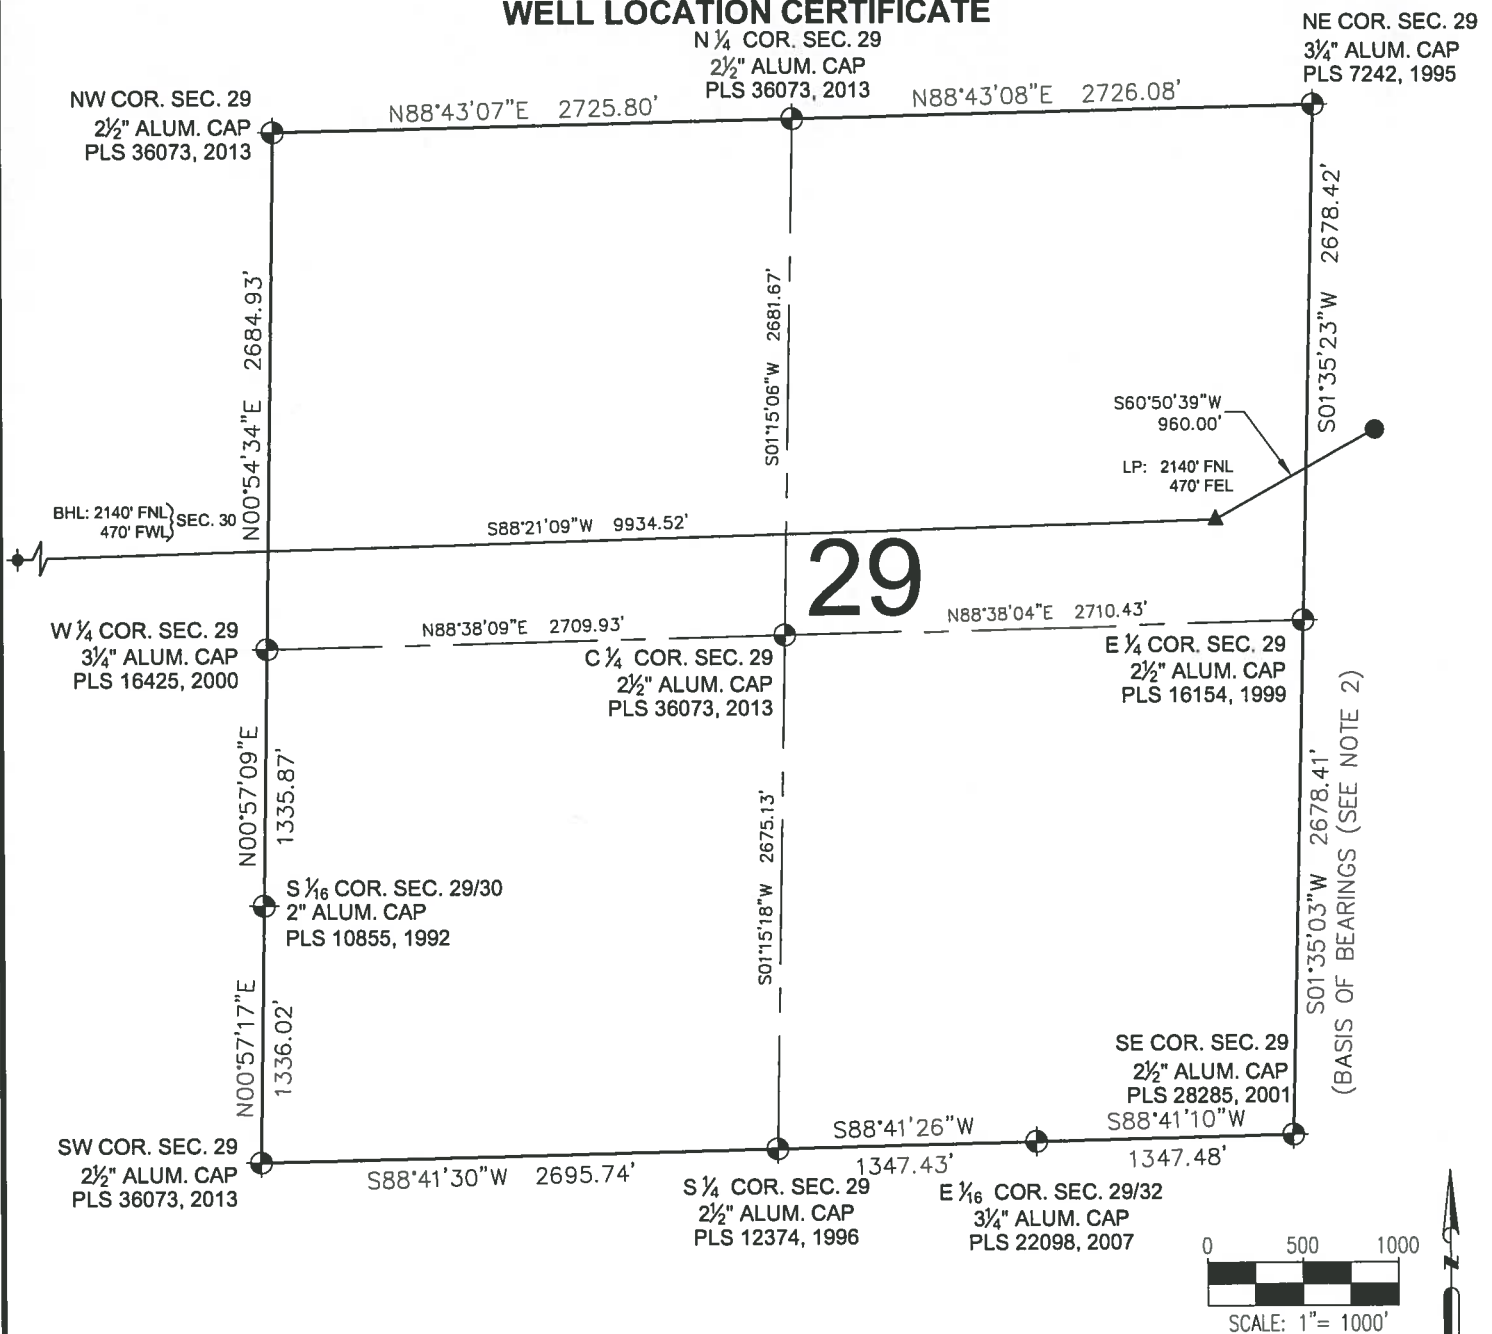 WELL LOCATION CERTIFICATE
N ¼ COR. SEC. 29
2½" ALUM. CAP
PLS 36073, 2013
NE COR. SEC. 29
3¼" ALUM. CAP
PLS 7242, 1995
NW COR. SEC. 29
2½" ALUM. CAP
PLS 36073, 2013
N88°43'07"E 2725.80'
N88°43'08"E 2726.08'
N00°54'34"E 2684.93'
S01°15'06"W 2681.67'
S01°35'23"W 2678.42'
S60°50'39"W
960.00'
LP: 2140' FNL
470' FEL
BHL: 2140' FNL
470' FWL
SEC. 30
S88°21'09"W 9934.52'
29
W ¼ COR. SEC. 29
3¼" ALUM. CAP
PLS 16425, 2000
N88°38'09"E 2709.93'
N88°38'04"E 2710.43'
C ¼ COR. SEC. 29
2½" ALUM. CAP
PLS 36073, 2013
E ¼ COR. SEC. 29
2½" ALUM. CAP
PLS 16154, 1999
N00°57'09"E
1335.87'
S01°15'18"W 2675.13'
S01°35'03"W 2678.41'
(BASIS OF BEARINGS (SEE NOTE 2)
S 1⁄16 COR. SEC. 29/30
2" ALUM. CAP
PLS 10855, 1992
N00°57'17"E
1336.02'
SE COR. SEC. 29
2½" ALUM. CAP
PLS 28285, 2001
SW COR. SEC. 29
2½" ALUM. CAP
PLS 36073, 2013
S88°41'30"W 2695.74'
S88°41'26"W
1347.43'
S88°41'10"W
1347.48'
S ¼ COR. SEC. 29
2½" ALUM. CAP
PLS 12374, 1996
E 1⁄16 COR. SEC. 29/32
3¼" ALUM. CAP
PLS 22098, 2007
0 500 1000
SCALE: 1"= 1000'
N